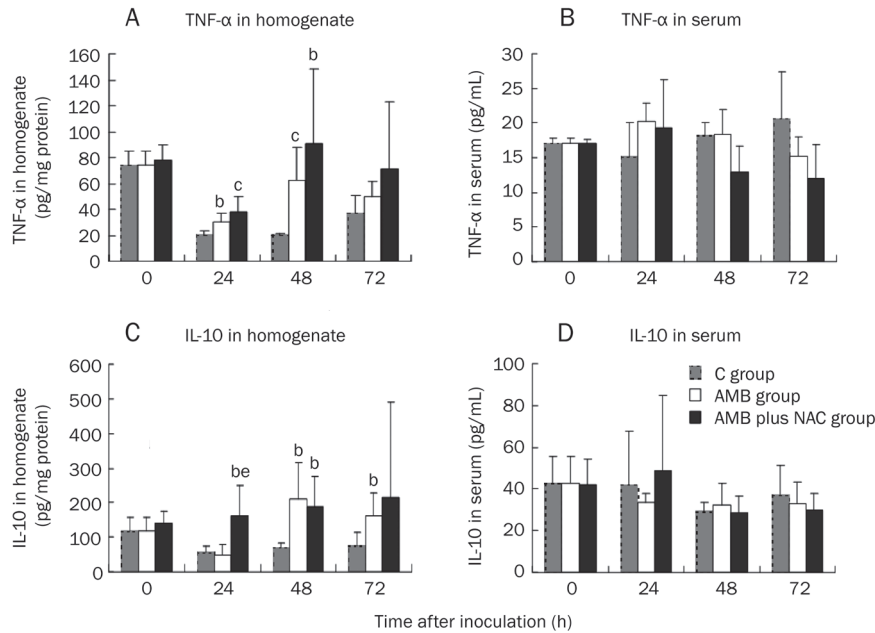 A TNF-α in homogenate
TNF-α in homogenate
(pg/mg protein)
160
140
120
100
80
60
40
20
0
b
c
b
c
0 24 48 72
B TNF-α in serum
TNF-α in serum (pg/mL)
30
25
20
15
10
5
0
0 24 48 72
C IL-10 in homogenate
IL-10 in homogenate
(pg/mg protein)
600
500
400
300
200
100
0
be
b
b
b
0 24 48 72
D IL-10 in serum
IL-10 in serum (pg/mL)
100
80
60
40
20
0
C group
AMB group
AMB plus NAC group
0 24 48 72
Time after inoculation (h)